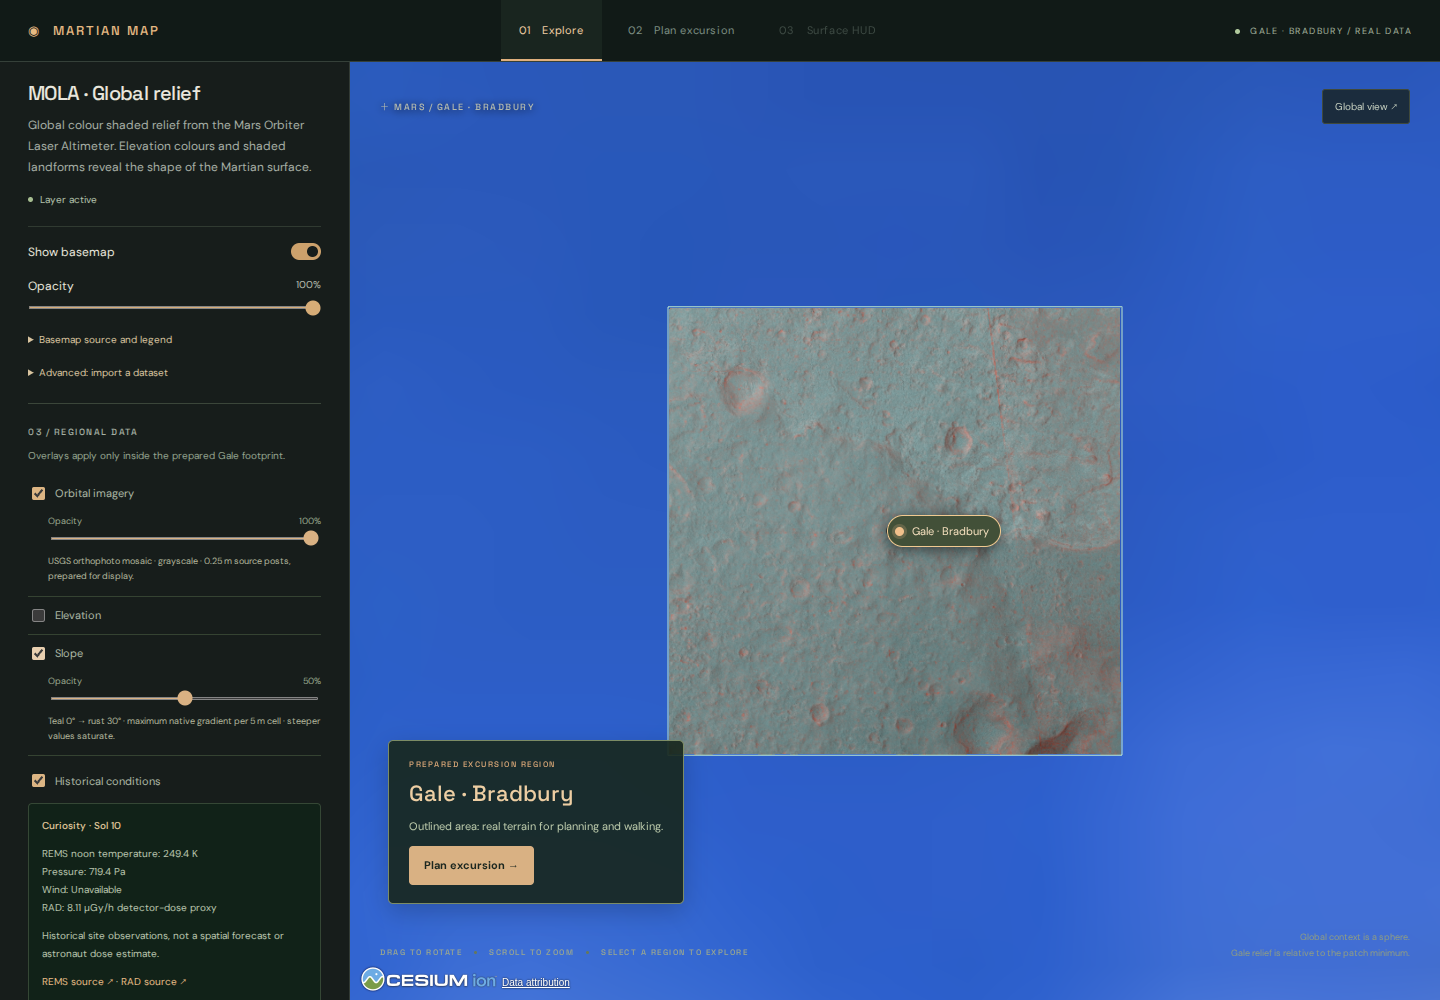 MARTIAN MAP
01 Explore
02 Plan excursion
03 Surface HUD
GALE · BRADBURY / REAL DATA
MOLA · Global relief
Global colour shaded relief from the Mars Orbiter
Laser Altimeter. Elevation colours and shaded
landforms reveal the shape of the Martian surface.
Layer active
Show basemap
Opacity 100%
Basemap source and legend
Advanced: import a dataset
03 / REGIONAL DATA
Overlays apply only inside the prepared Gale footprint.
Orbital imagery
Opacity 100%
USGS orthophoto mosaic · grayscale · 0.25 m source posts,
prepared for display.
Elevation
Slope
Opacity 50%
Teal 0° → rust 30° · maximum native gradient per 5 m cell · steeper
values saturate.
Historical conditions
Curiosity · Sol 10
REMS noon temperature: 249.4 K
Pressure: 719.4 Pa
Wind: Unavailable
RAD: 8.11 µGy/h detector-dose proxy
Historical site observations, not a spatial forecast or
astronaut dose estimate.
REMS source ↗ · RAD source ↗
+ MARS / GALE · BRADBURY
Global view ↗
Gale · Bradbury
PREPARED EXCURSION REGION
Gale · Bradbury
Outlined area: real terrain for planning and walking.
Plan excursion →
DRAG TO ROTATE SCROLL TO ZOOM SELECT A REGION TO EXPLORE
Global context is a sphere.
Gale relief is relative to the patch minimum.
CESIUM ion Data attribution